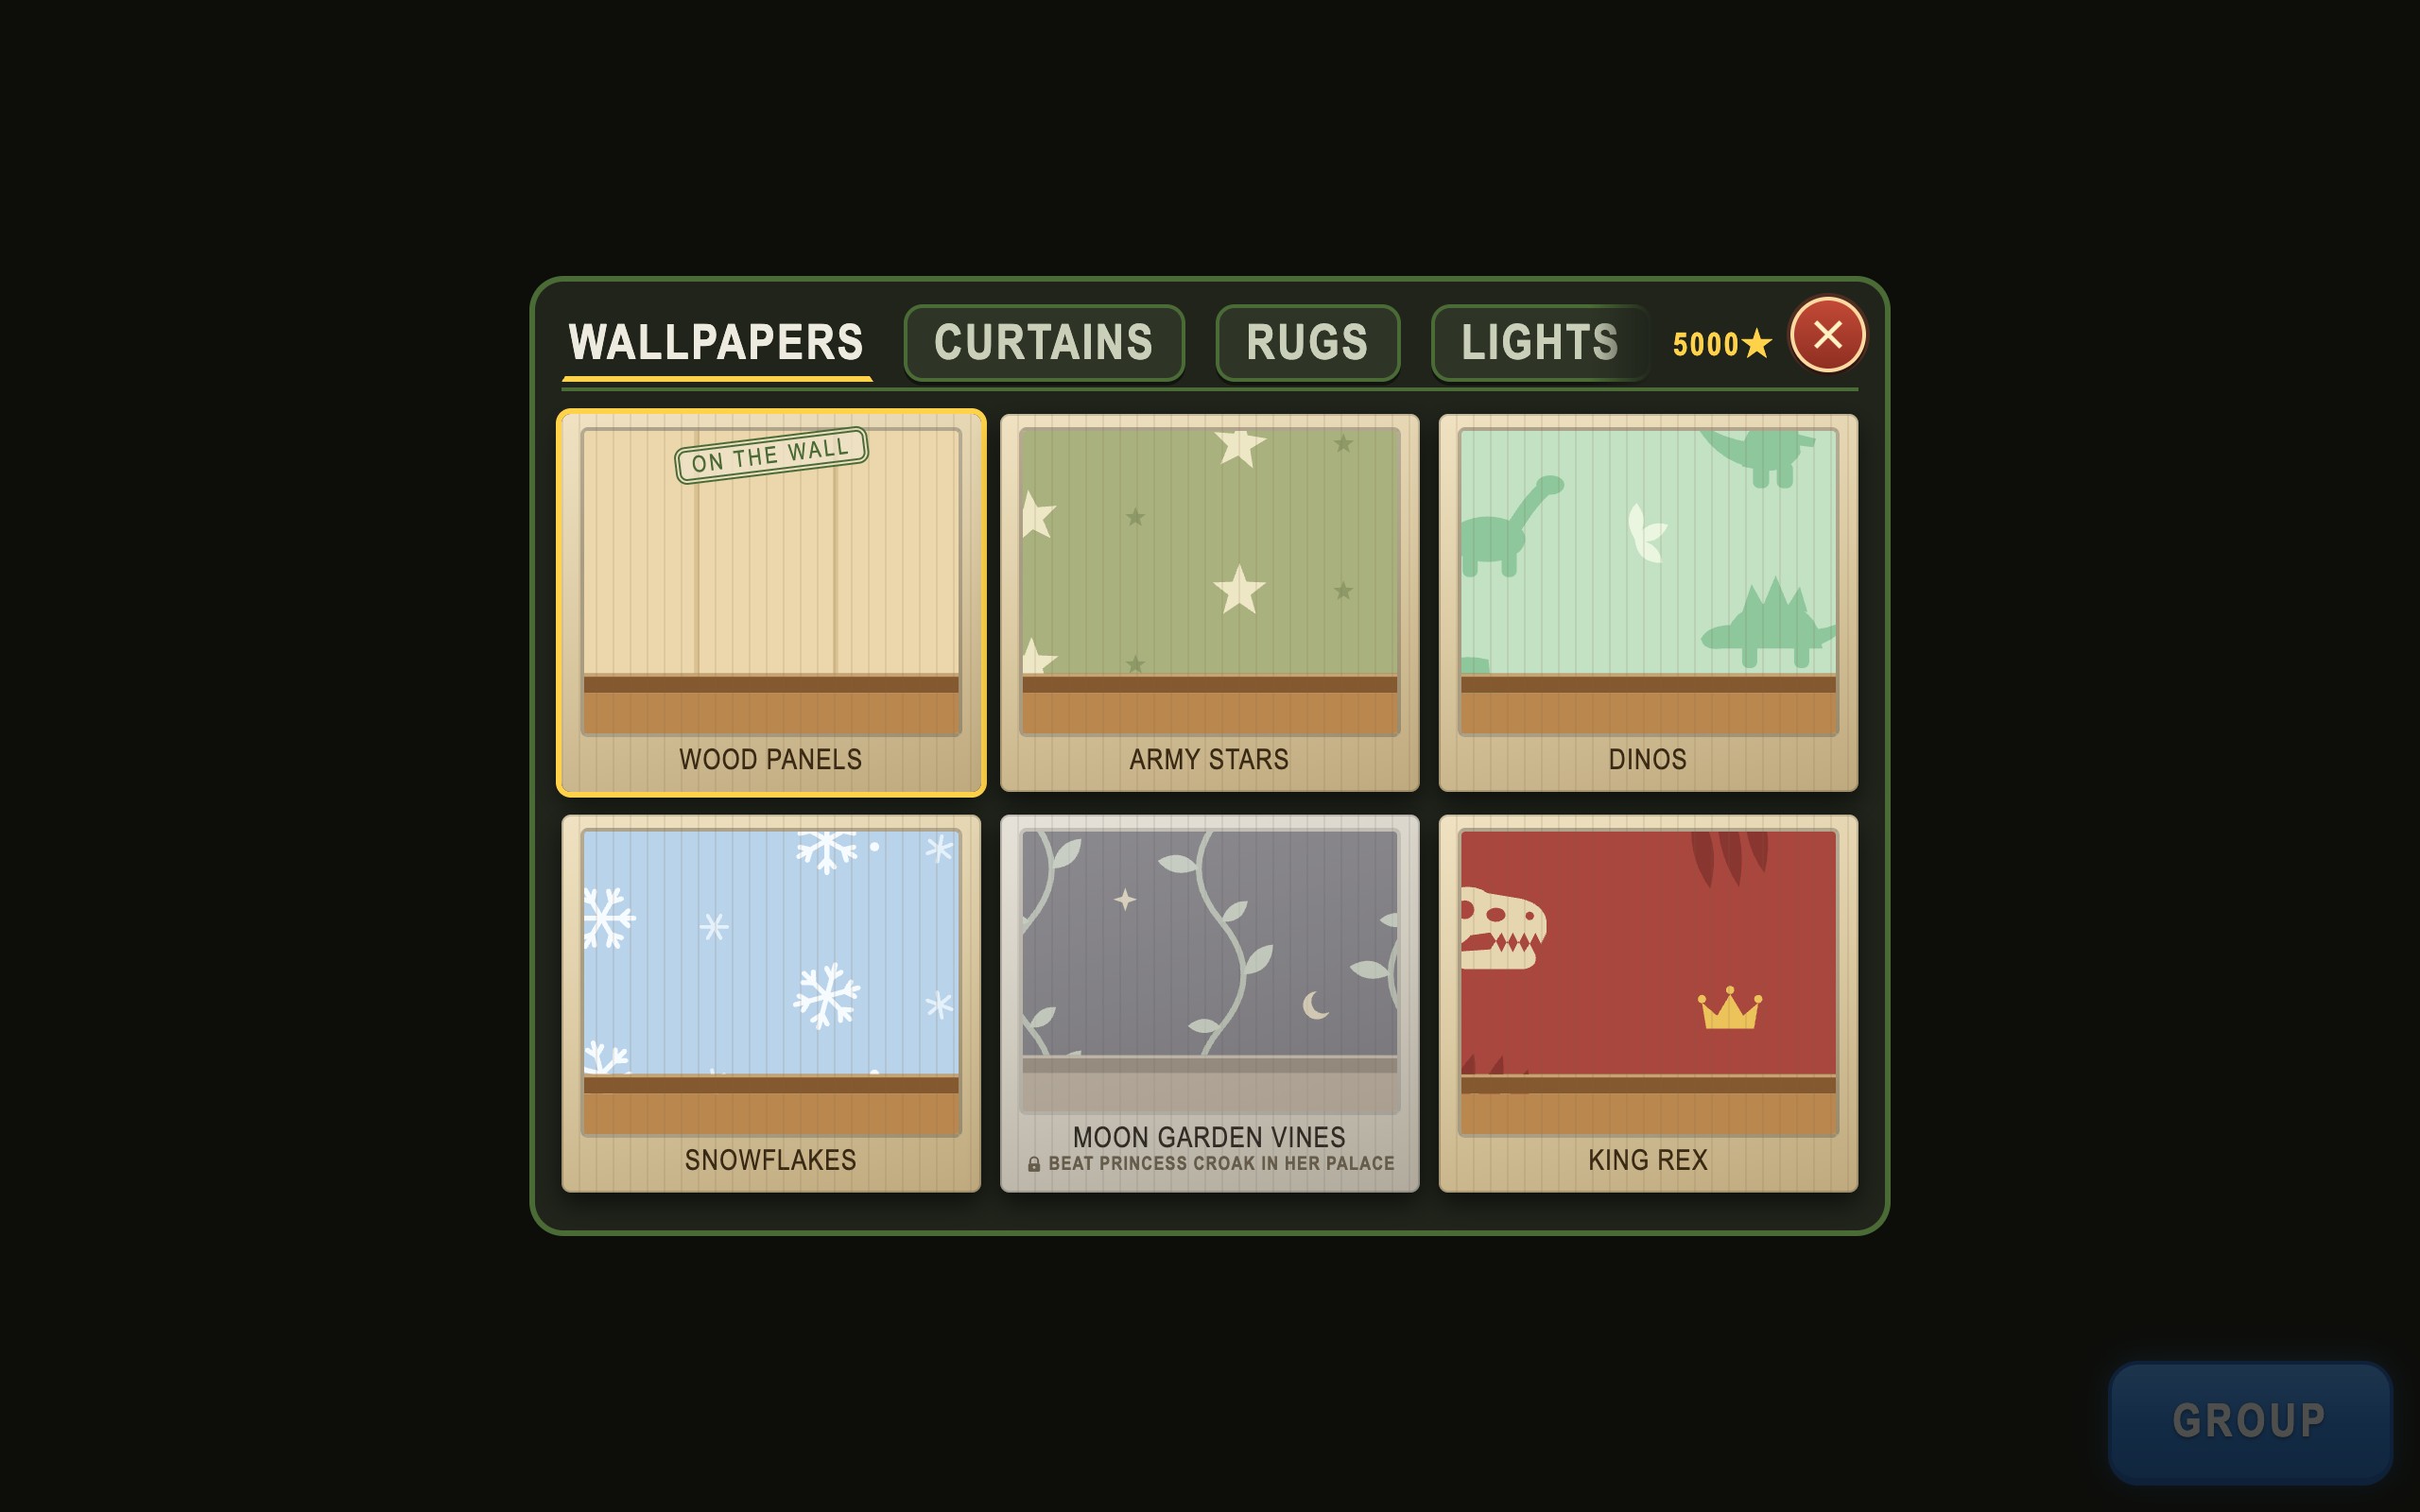 WALLPAPERS
CURTAINS
RUGS
LIGHTS
5000★
ON THE WALL
WOOD PANELS
ARMY STARS
DINOS
SNOWFLAKES
MOON GARDEN VINES
BEAT PRINCESS CROAK IN HER PALACE
KING REX
GROUP